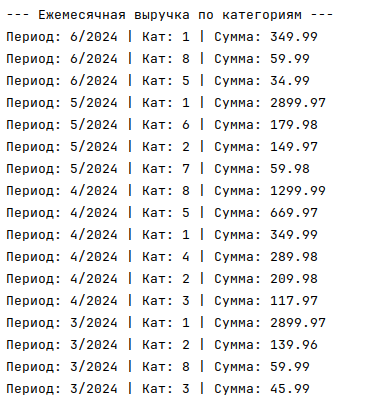 --- Ежемесячная выручка по категориям ---
Период: 6/2024 | Кат: 1 | Сумма: 349.99
Период: 6/2024 | Кат: 8 | Сумма: 59.99
Период: 6/2024 | Кат: 5 | Сумма: 34.99
Период: 5/2024 | Кат: 1 | Сумма: 2899.97
Период: 5/2024 | Кат: 6 | Сумма: 179.98
Период: 5/2024 | Кат: 2 | Сумма: 149.97
Период: 5/2024 | Кат: 7 | Сумма: 59.98
Период: 4/2024 | Кат: 8 | Сумма: 1299.99
Период: 4/2024 | Кат: 5 | Сумма: 669.97
Период: 4/2024 | Кат: 1 | Сумма: 349.99
Период: 4/2024 | Кат: 4 | Сумма: 289.98
Период: 4/2024 | Кат: 2 | Сумма: 209.98
Период: 4/2024 | Кат: 3 | Сумма: 117.97
Период: 3/2024 | Кат: 1 | Сумма: 2899.97
Период: 3/2024 | Кат: 2 | Сумма: 139.96
Период: 3/2024 | Кат: 8 | Сумма: 59.99
Период: 3/2024 | Кат: 3 | Сумма: 45.99